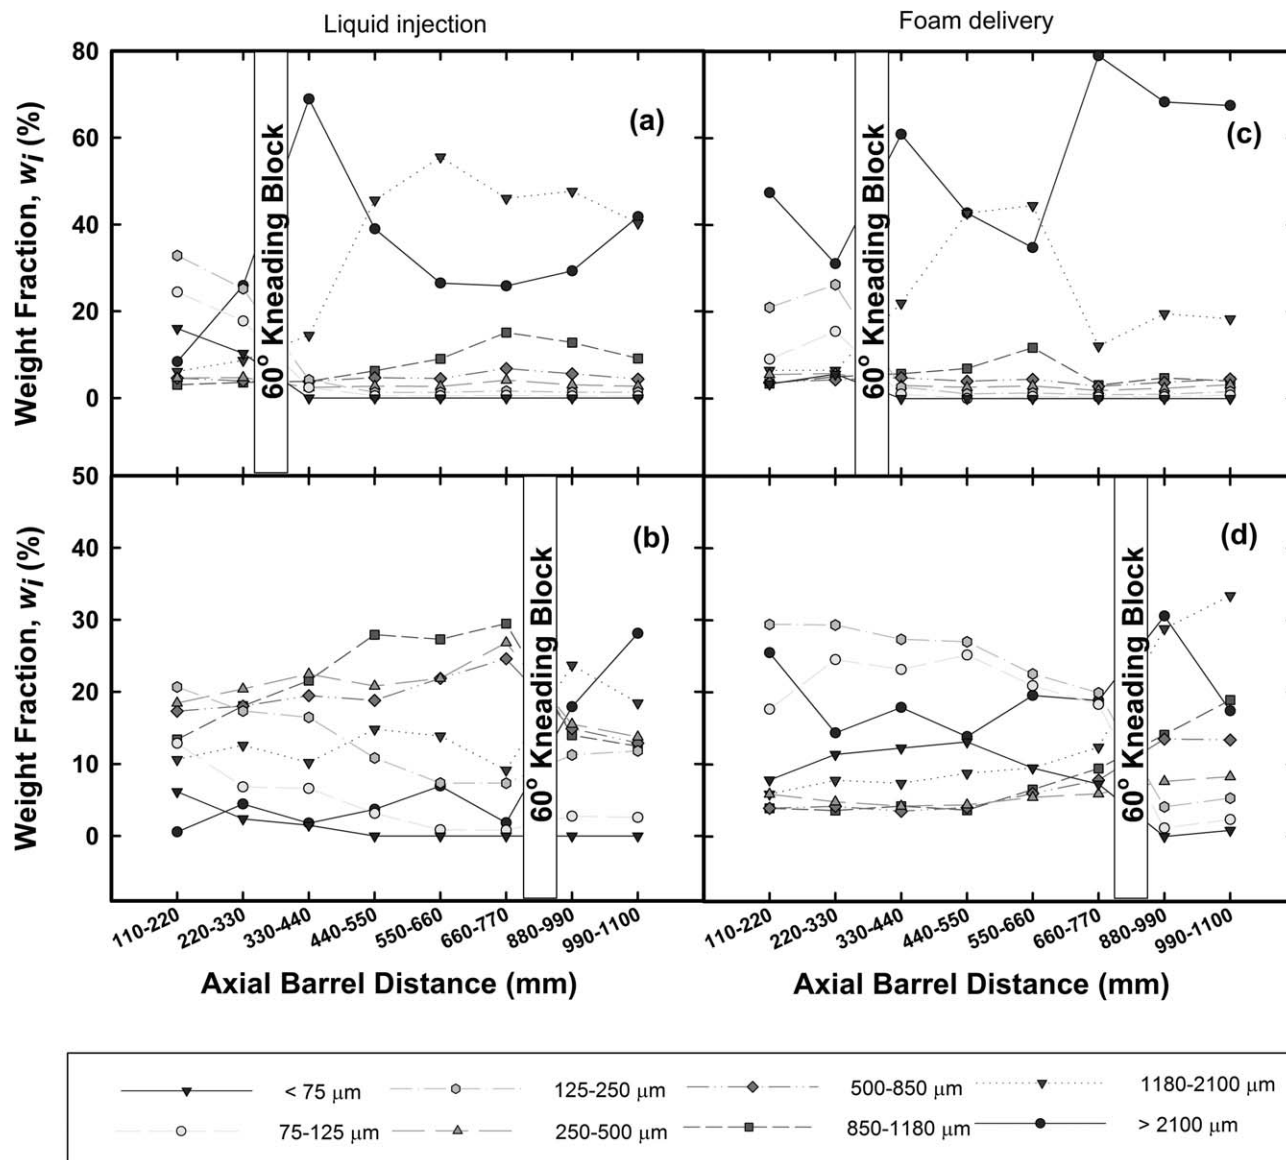 Liquid injection
Foam delivery
80
60
40
20
0
Weight Fraction, wi (%)
60° Kneading Block
(a)
60° Kneading Block
(c)
50
40
30
20
10
0
Weight Fraction, wi (%)
60° Kneading Block
(b)
60° Kneading Block
(d)
110-220
220-330
330-440
440-550
550-660
660-770
880-990
990-1100
110-220
220-330
330-440
440-550
550-660
660-770
880-990
990-1100
Axial Barrel Distance (mm)
Axial Barrel Distance (mm)
< 75 μm
125-250 μm
500-850 μm
1180-2100 μm
75-125 μm
250-500 μm
850-1180 μm
> 2100 μm